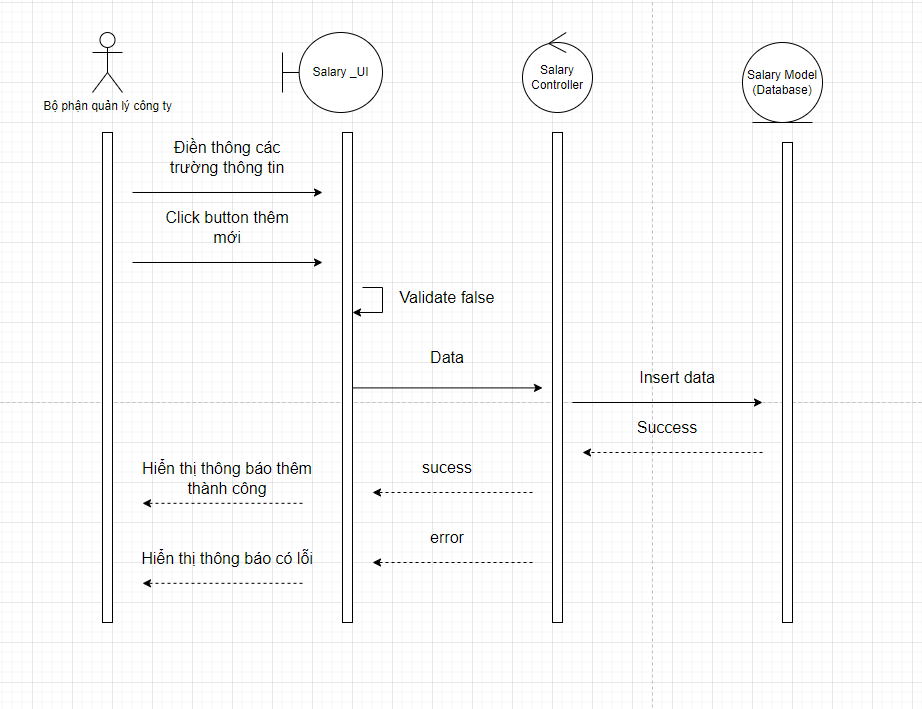 Salary _UI
Salary
Controller
Salary Model
(Database)
Bộ phận quản lý công ty
Điền thông các
trường thông tin
Click button thêm
mới
Validate false
Data
Insert data
Success
Hiển thị thông báo thêm
thành công
sucess
error
Hiển thị thông báo có lỗi